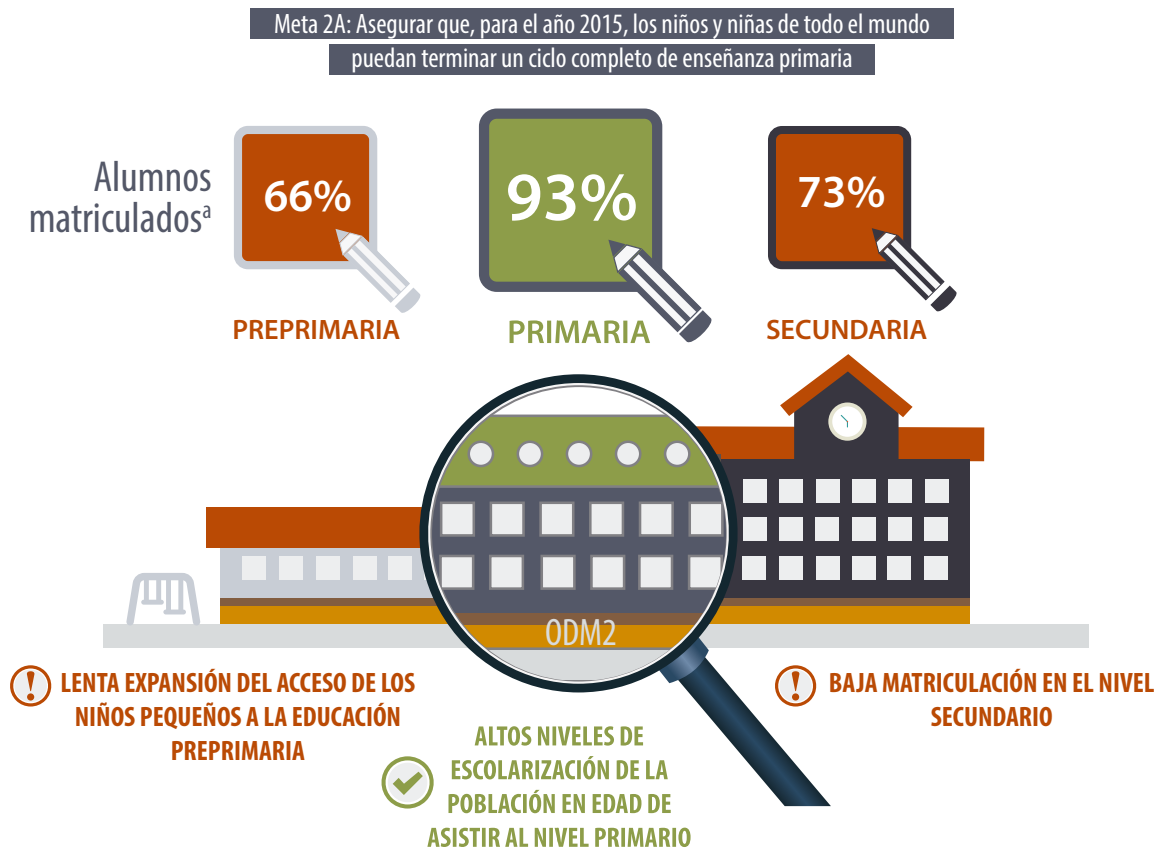 Meta 2A: Asegurar que, para el año 2015, los niños y niñas de todo el mundo
puedan terminar un ciclo completo de enseñanza primaria
Alumnos
matriculadosª
66%
93%
73%
PREPRIMARIA
PRIMARIA
SECUNDARIA
ODM2
LENTA EXPANSIÓN DEL ACCESO DE LOS
NIÑOS PEQUEÑOS A LA EDUCACIÓN
PREPRIMARIA
ALTOS NIVELES DE
ESCOLARIZACIÓN DE LA
POBLACIÓN EN EDAD DE
ASISTIR AL NIVEL PRIMARIO
BAJA MATRICULACIÓN EN EL NIVEL
SECUNDARIO